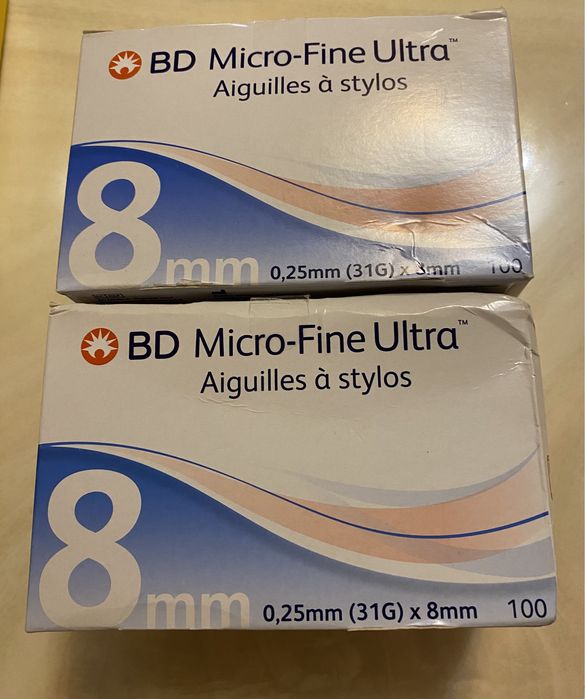 BD Micro-Fine Ultra™
Aiguilles à stylos
8mm
0,25mm (31G) x 8mm 100
BD Micro-Fine Ultra™
Aiguilles à stylos
8mm
0,25mm (31G) x 8mm 100